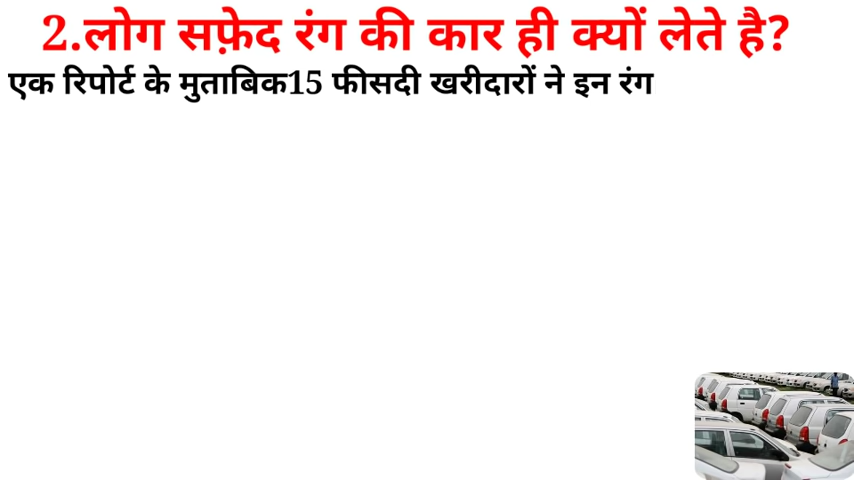 2.लोग सफ़ेद रंग की कार ही क्यों लेते है?
एक रिपोर्ट के मुताबिक15 फीसदी खरीदारों ने इन रंग